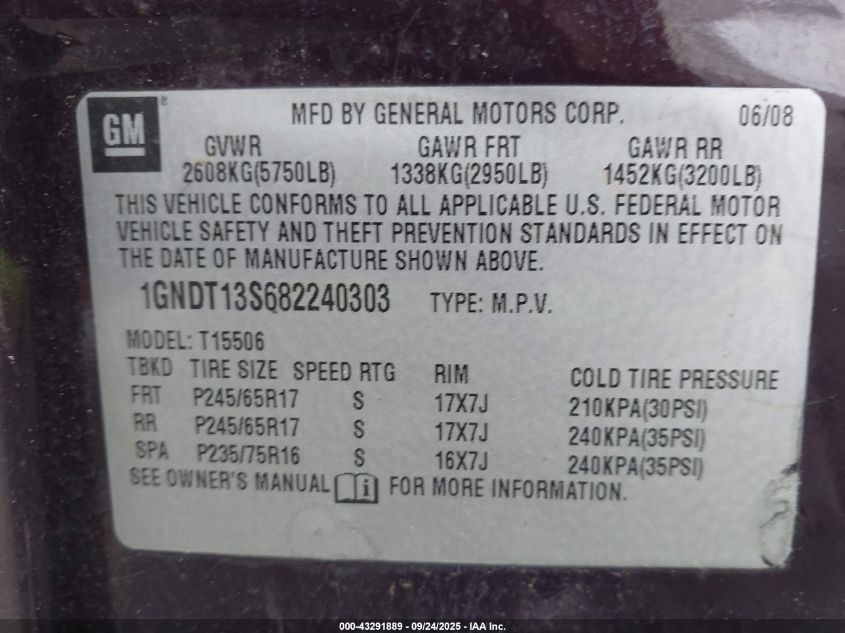 GM
MFD BY GENERAL MOTORS CORP. 06/08
GVWR GAWR FRT GAWR RR
2608KG(5750LB) 1338KG(2950LB) 1452KG(3200LB)
THIS VEHICLE CONFORMS TO ALL APPLICABLE U.S. FEDERAL MOTOR
VEHICLE SAFETY AND THEFT PREVENTION STANDARDS IN EFFECT ON
THE DATE OF MANUFACTURE SHOWN ABOVE.
1GNDT13S682240303 TYPE: M.P.V.
MODEL: T15506
TBKD TIRE SIZE SPEED RTG RIM COLD TIRE PRESSURE
FRT P245/65R17 S 17X7J 210KPA(30PSI)
RR P245/65R17 S 17X7J 240KPA(35PSI)
SPA P235/75R16 S 16X7J 240KPA(35PSI)
SEE OWNER'S MANUAL i FOR MORE INFORMATION.
000-43291889 - 09/24/2025 - IAA Inc.